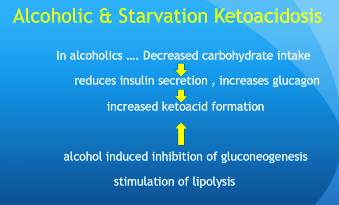 Alcoholic & Starvation Ketoacidosis
In alcoholics .... Decreased carbohydrate intake
reduces insulin secretion , increases glucagon
increased ketoacid formation
alcohol induced inhibition of gluconeogenesis
stimulation of lipolysis